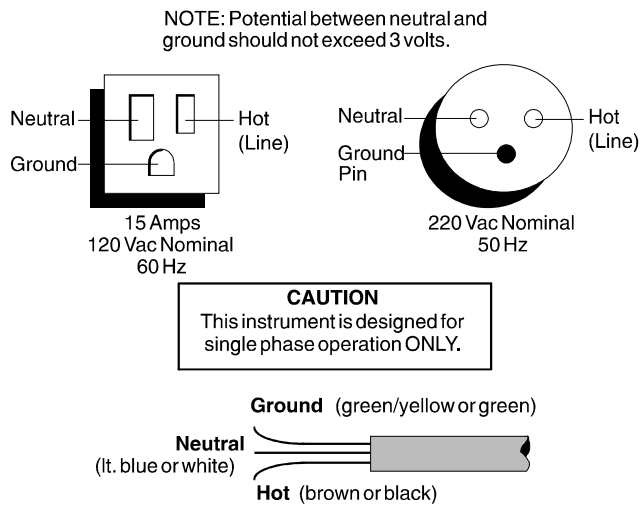 NOTE: Potential between neutral and
ground should not exceed 3 volts.
Neutral
Hot
(Line)
Ground
15 Amps
120 Vac Nominal
60 Hz
Neutral
Hot
(Line)
Ground
Pin
220 Vac Nominal
50 Hz
CAUTION
This instrument is designed for
single phase operation ONLY.
Ground (green/yellow or green)
Neutral
(lt. blue or white)
Hot (brown or black)